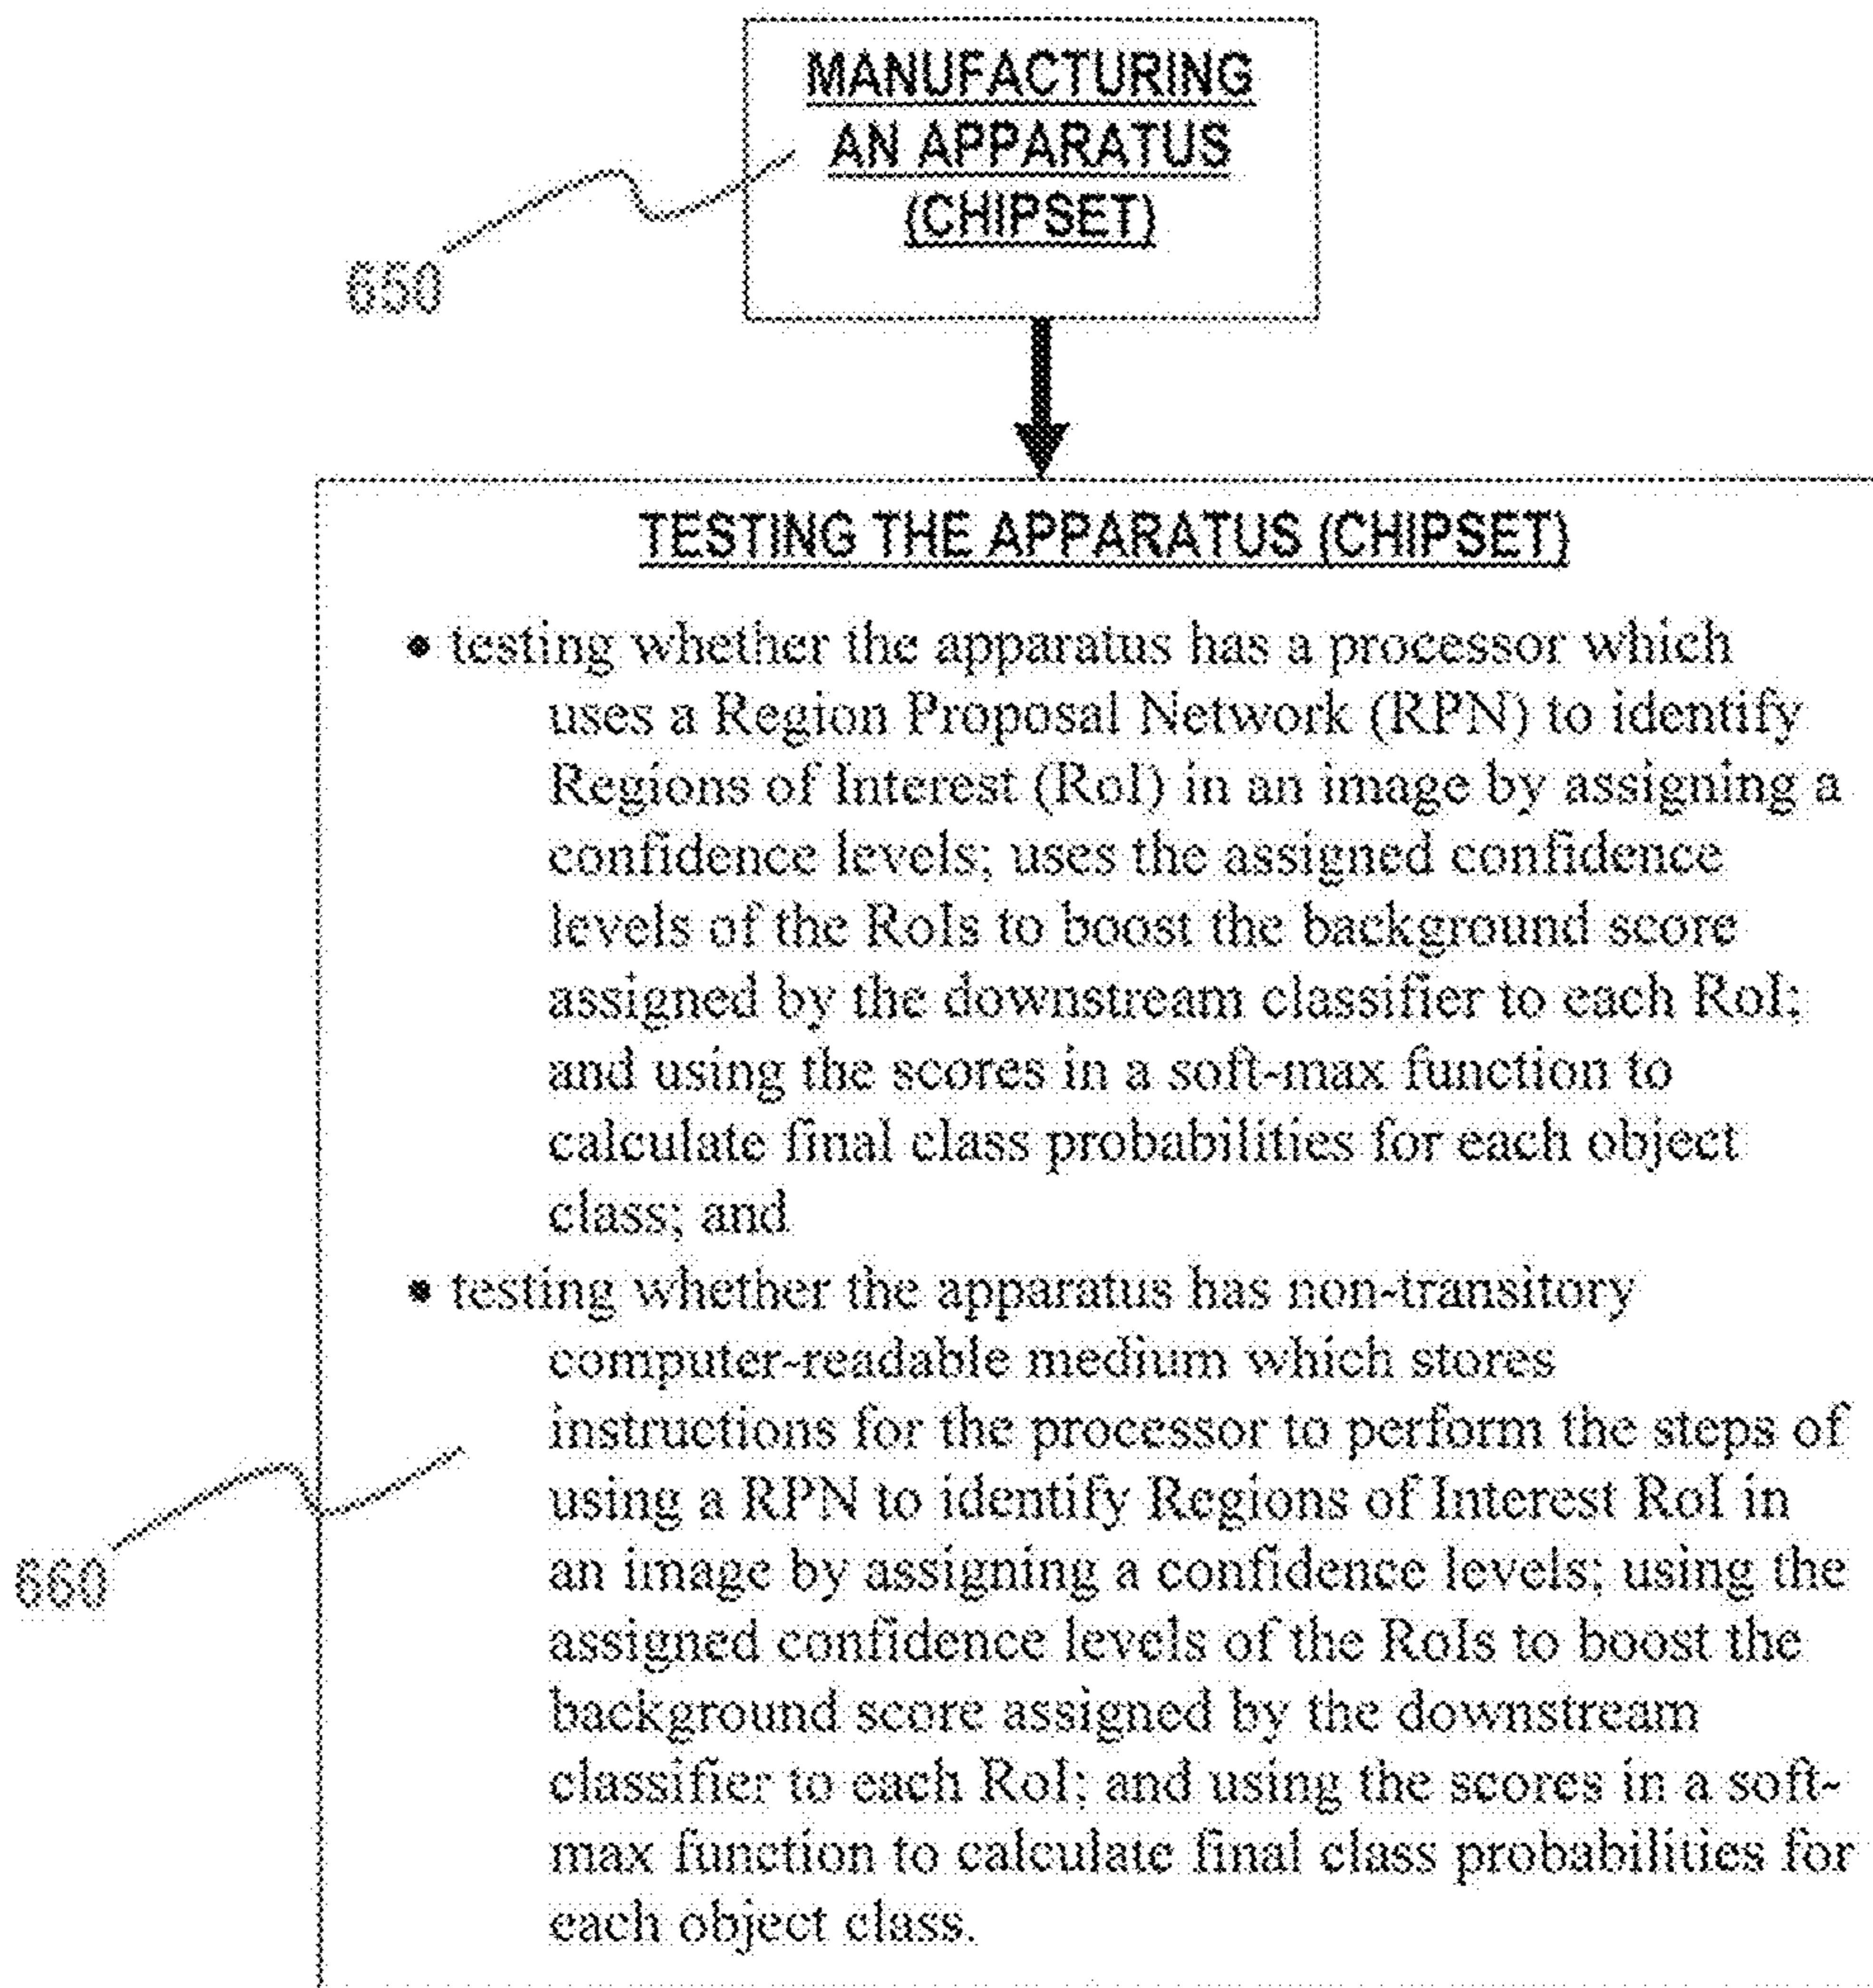 MANUFACTURING
AN APPARATUS
(CHIPSET)
650
TESTING THE APPARATUS (CHIPSET)
• testing whether the apparatus has a processor which
uses a Region Proposal Network (RPN) to identify
Regions of Interest (RoI) in an image by assigning a
confidence levels; uses the assigned confidence
levels of the RoIs to boost the background score
assigned by the downstream classifier to each RoI;
and using the scores in a soft-max function to
calculate final class probabilities for each object
class; and
• testing whether the apparatus has non-transitory
computer-readable medium which stores
instructions for the processor to perform the steps of
using a RPN to identify Regions of Interest RoI in
an image by assigning a confidence levels; using the
assigned confidence levels of the RoIs to boost the
background score assigned by the downstream
classifier to each RoI; and using the scores in a soft-
max function to calculate final class probabilities for
each object class.
660